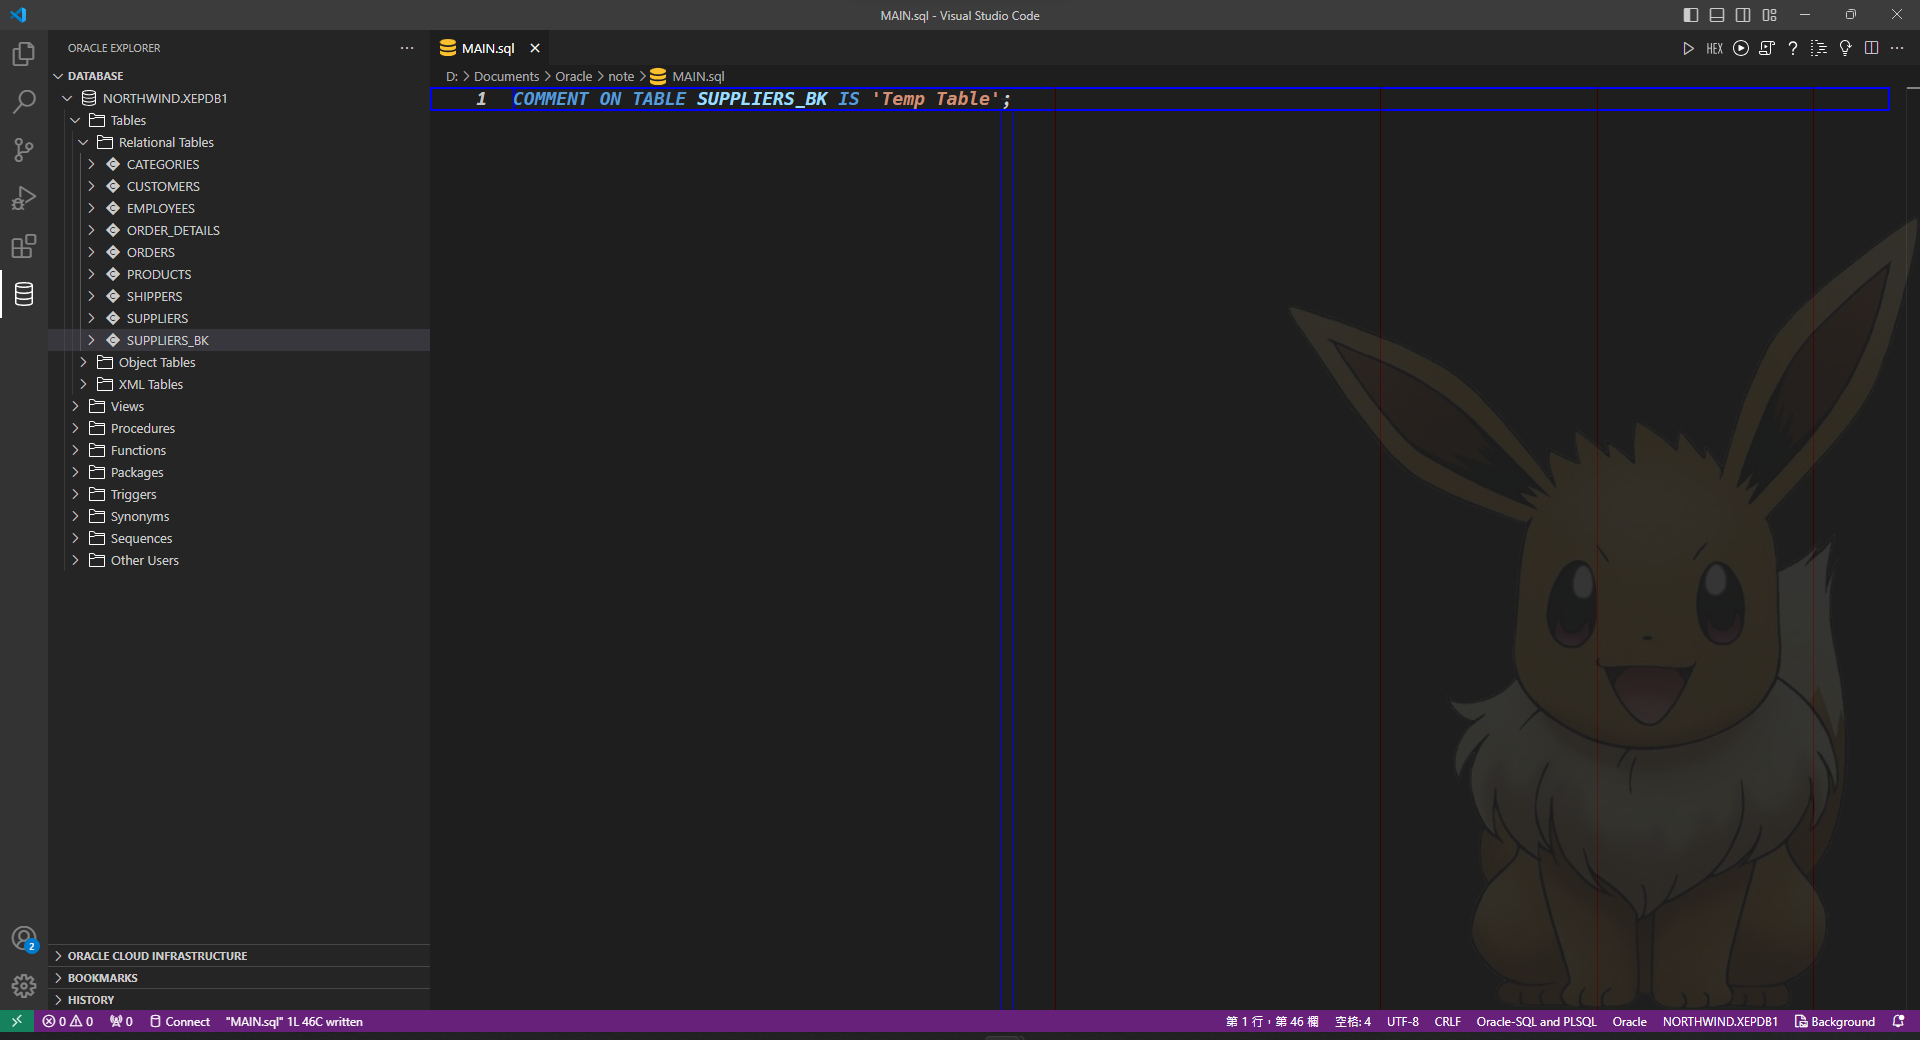 MAIN.sql - Visual Studio Code
ORACLE EXPLORER
DATABASE
NORTHWIND.XEPDB1
Tables
Relational Tables
CATEGORIES
CUSTOMERS
EMPLOYEES
ORDER_DETAILS
ORDERS
PRODUCTS
SHIPPERS
SUPPLIERS
SUPPLIERS_BK
Object Tables
XML Tables
Views
Procedures
Functions
Packages
Triggers
Synonyms
Sequences
Other Users
ORACLE CLOUD INFRASTRUCTURE
BOOKMARKS
HISTORY
2
MAIN.sql
HEX
D: > Documents > Oracle > note > MAIN.sql
1 COMMENT ON TABLE SUPPLIERS_BK IS 'Temp Table';
0 0 0 Connect "MAIN.sql" 1L 46C written 第 1 行，第 46 欄 空格: 4 UTF-8 CRLF Oracle-SQL and PLSQL Oracle NORTHWIND.XEPDB1 Background